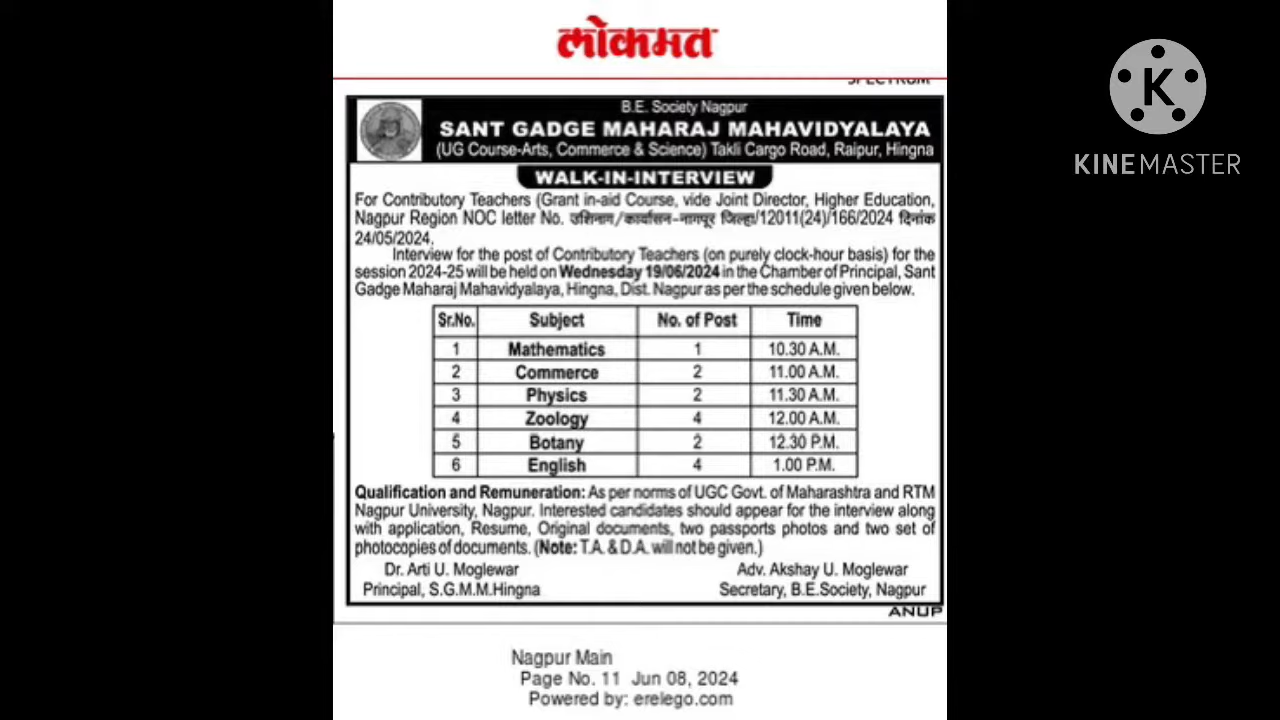 लोकमत
SPECTRUM
K
KINEMASTER
B.E. Society Nagpur
SANT GADGE MAHARAJ MAHAVIDYALAYA
(UG Course-Arts, Commerce & Science) Takli Cargo Road, Raipur, Hingna
WALK-IN-INTERVIEW
For Contributory Teachers (Grant in-aid Course, vide Joint Director, Higher Education,
Nagpur Region NOC letter No. उशिनाग/कार्यासन-नागपूर जिल्हा/12011(24)/166/2024 दिनांक
24/05/2024.
Interview for the post of Contributory Teachers (on purely clock-hour basis) for the
session 2024-25 will be held on Wednesday 19/06/2024 in the Chamber of Principal, Sant
Gadge Maharaj Mahavidyalaya, Hingna, Dist. Nagpur as per the schedule given below.
Sr.No. Subject No. of Post Time
1 Mathematics 1 10.30 A.M.
2 Commerce 2 11.00 A.M.
3 Physics 2 11.30 A.M.
4 Zoology 4 12.00 A.M.
5 Botany 2 12.30 P.M.
6 English 4 1.00 P.M.
Qualification and Remuneration: As per norms of UGC Govt. of Maharashtra and RTM
Nagpur University, Nagpur. Interested candidates should appear for the interview along
with application, Resume, Original documents, two passports photos and two set of
photocopies of documents. (Note: T.A. & D.A. will not be given.)
Dr. Arti U. Moglewar Adv. Akshay U. Moglewar
Principal, S.G.M.M.Hingna Secretary, B.E.Society, Nagpur
ANUP
Nagpur Main
Page No. 11 Jun 08, 2024
Powered by: erelego.com